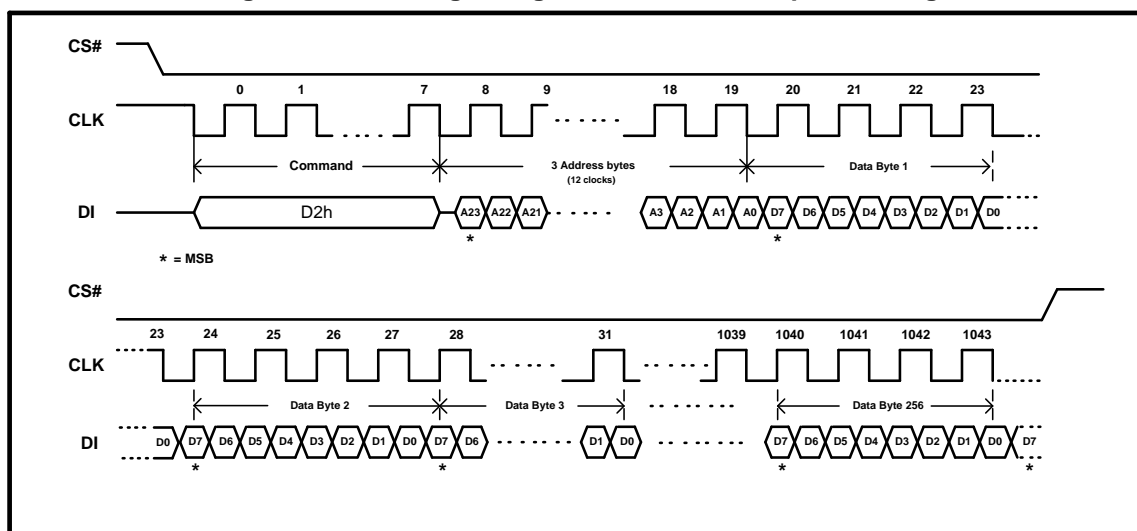 CS#
0 1 7 8 9 18 19 20 21 22 23
CLK
Command 3 Address bytes Data Byte 1
(12 clocks)
DI D2h A23 A22 A21 A3 A2 A1 A0 D7 D6 D5 D4 D3 D2 D1 D0
* *
* = MSB
CS#
23 24 25 26 27 28 31 1039 1040 1041 1042 1043
CLK
Data Byte 2 Data Byte 3 Data Byte 256
DI D0 D7 D6 D5 D4 D3 D2 D1 D0 D7 D6 D1 D0 D7 D6 D5 D4 D3 D2 D1 D0 D7
* * * *